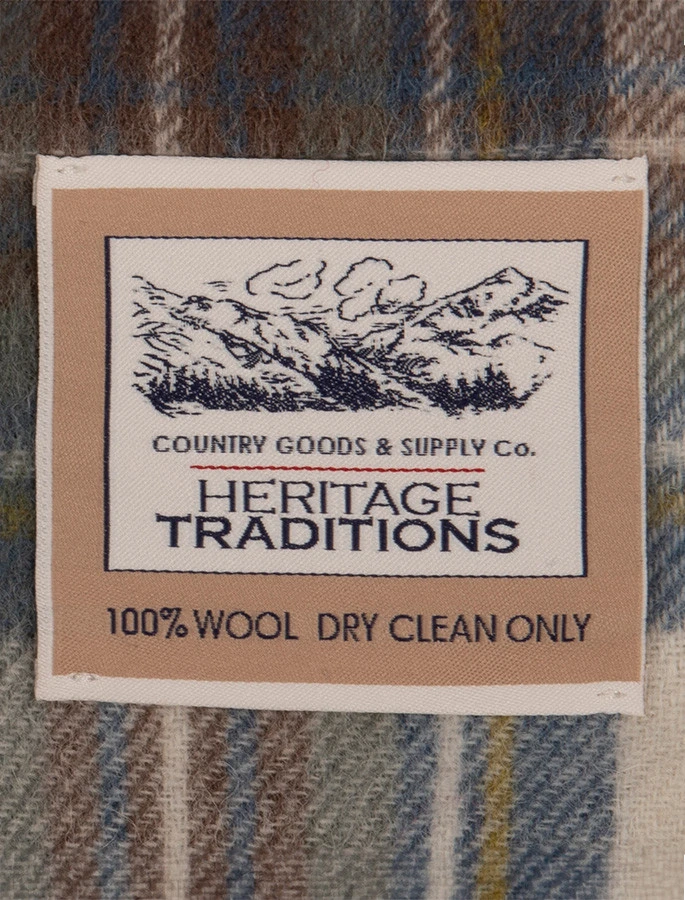 COUNTRY GOODS & SUPPLY Co.
HERITAGE
TRADITIONS
100% WOOL DRY CLEAN ONLY